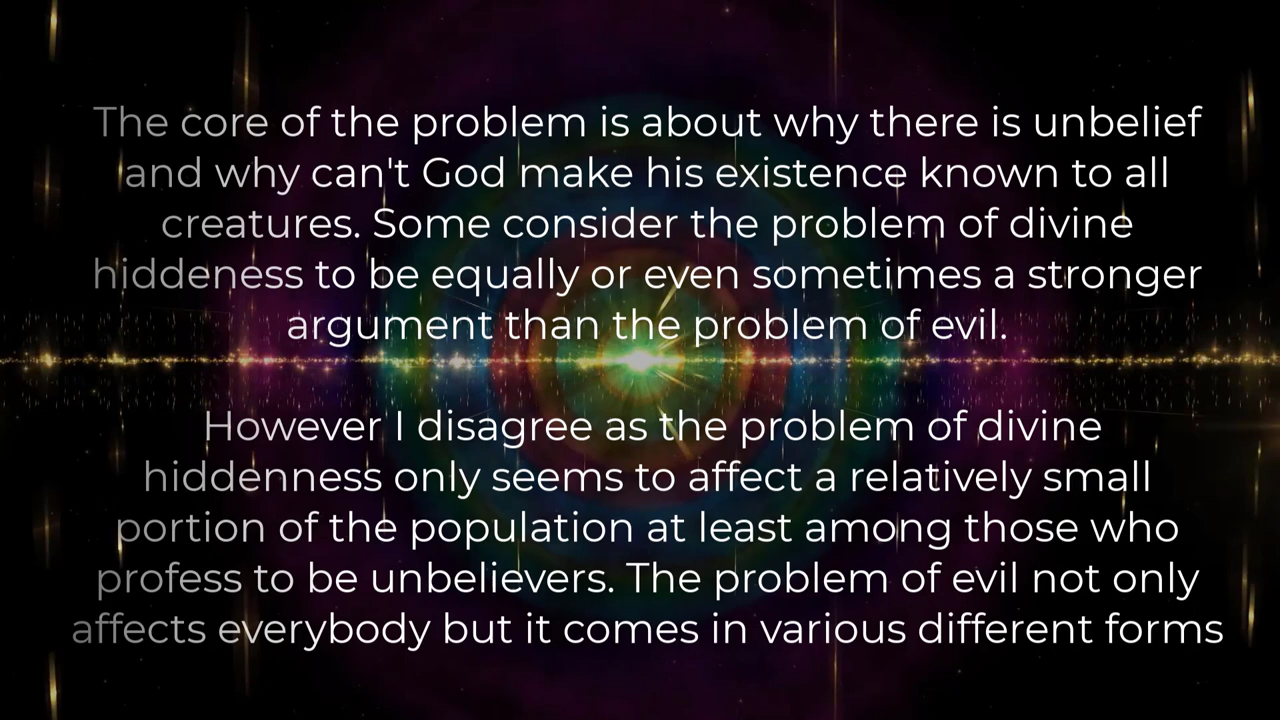 The core of the problem is about why there is unbelief
and why can't God make his existence known to all
creatures. Some consider the problem of divine
hiddeness to be equally or even sometimes a stronger
argument than the problem of evil.
However I disagree as the problem of divine
hiddenness only seems to affect a relatively small
portion of the population at least among those who
profess to be unbelievers. The problem of evil not only
affects everybody but it comes in various different forms